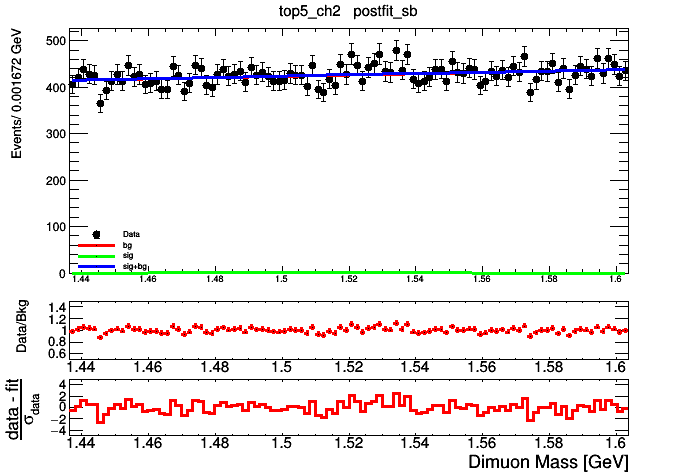 top5_ch2 postfit_sb
Events/ 0.001672 GeV
500
400
300
200
100
0
Data
bg
sig
sig+bg
1.44 1.46 1.48 1.5 1.52 1.54 1.56 1.58 1.6
Data/Bkg
1.4
1.2
1
0.8
0.6
1.44 1.46 1.48 1.5 1.52 1.54 1.56 1.58 1.6
data - fit
σdata
4
2
0
−2
−4
1.44 1.46 1.48 1.5 1.52 1.54 1.56 1.58 1.6
Dimuon Mass [GeV]